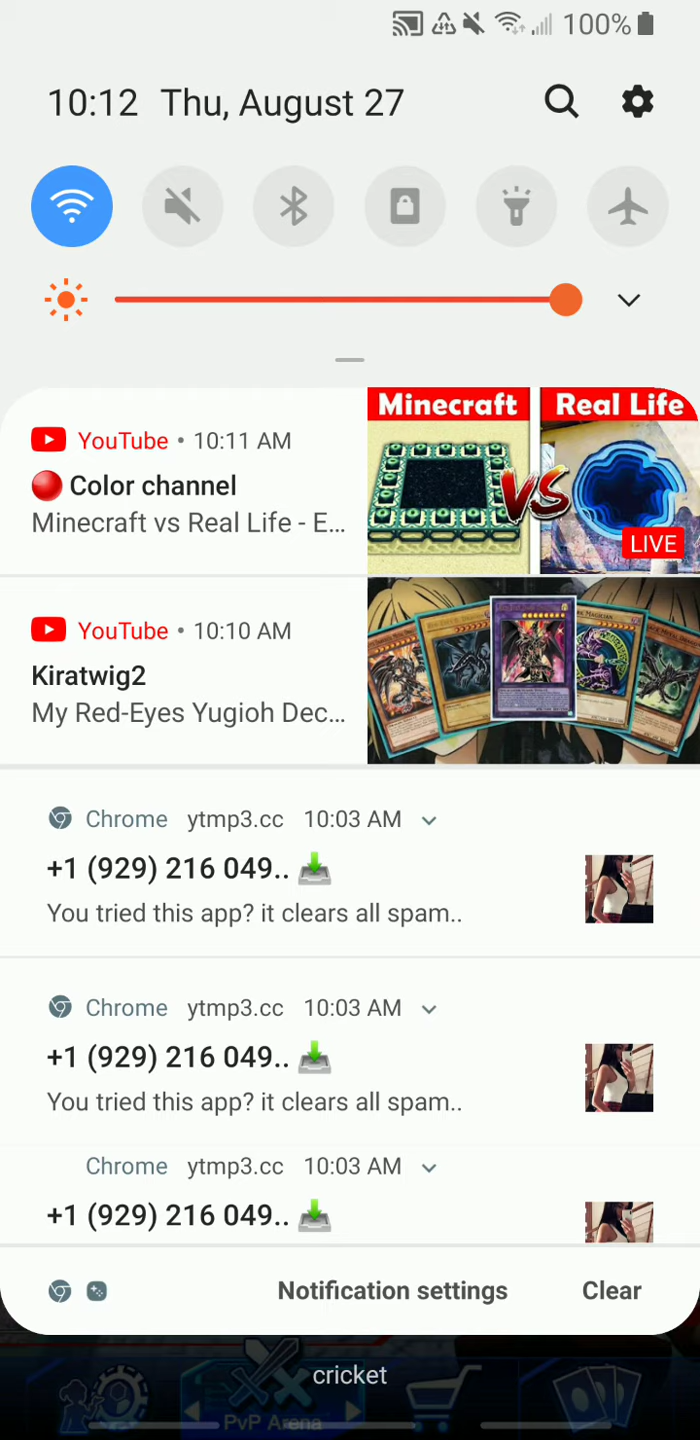 100%
10:12 Thu, August 27
YouTube • 10:11 AM
Color channel
Minecraft vs Real Life - E...
Minecraft
Real Life
VS
LIVE
YouTube • 10:10 AM
Kiratwig2
My Red-Eyes Yugioh Dec...
Chrome ytmp3.cc 10:03 AM
+1 (929) 216 049..
You tried this app? it clears all spam..
Chrome ytmp3.cc 10:03 AM
+1 (929) 216 049..
You tried this app? it clears all spam..
Chrome ytmp3.cc 10:03 AM
+1 (929) 216 049..
Notification settings
Clear
cricket
PvP Arena